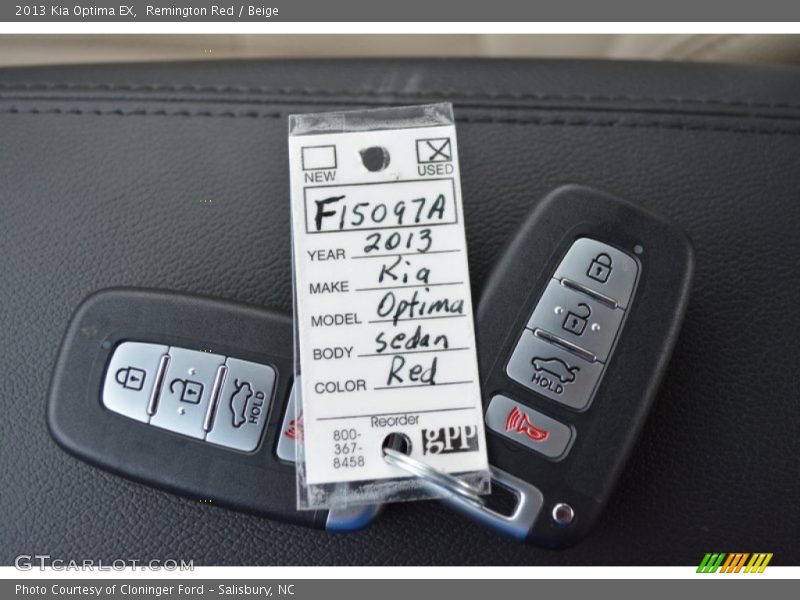 2013 Kia Optima EX, Remington Red / Beige
NEW
USED
F15097A
YEAR 2013
MAKE Kia
MODEL Optima
BODY Sedan
COLOR Red
Reorder
800-
367-
8458
gpp
HOLD
HOLD
GTCARLOT.COM
Photo Courtesy of Cloninger Ford - Salisbury, NC